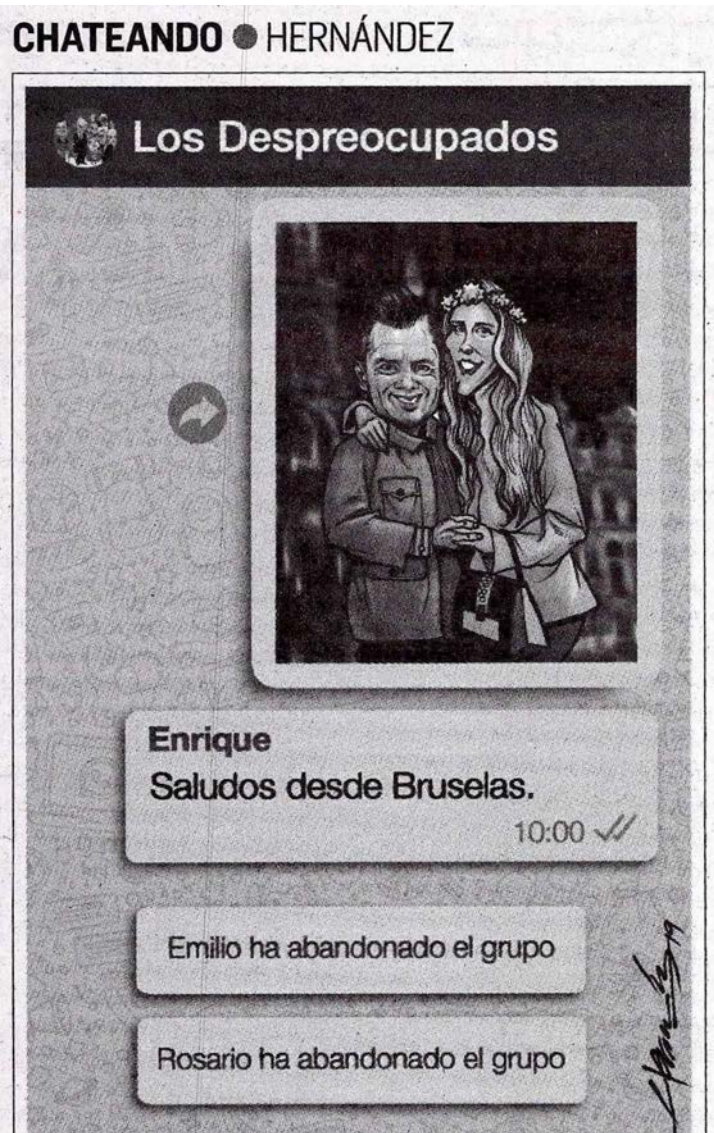 CHATEANDO ● HERNÁNDEZ
Los Despreocupados
Enrique
Saludos desde Bruselas.
10:00
Emilio ha abandonado el grupo
Rosario ha abandonado el grupo